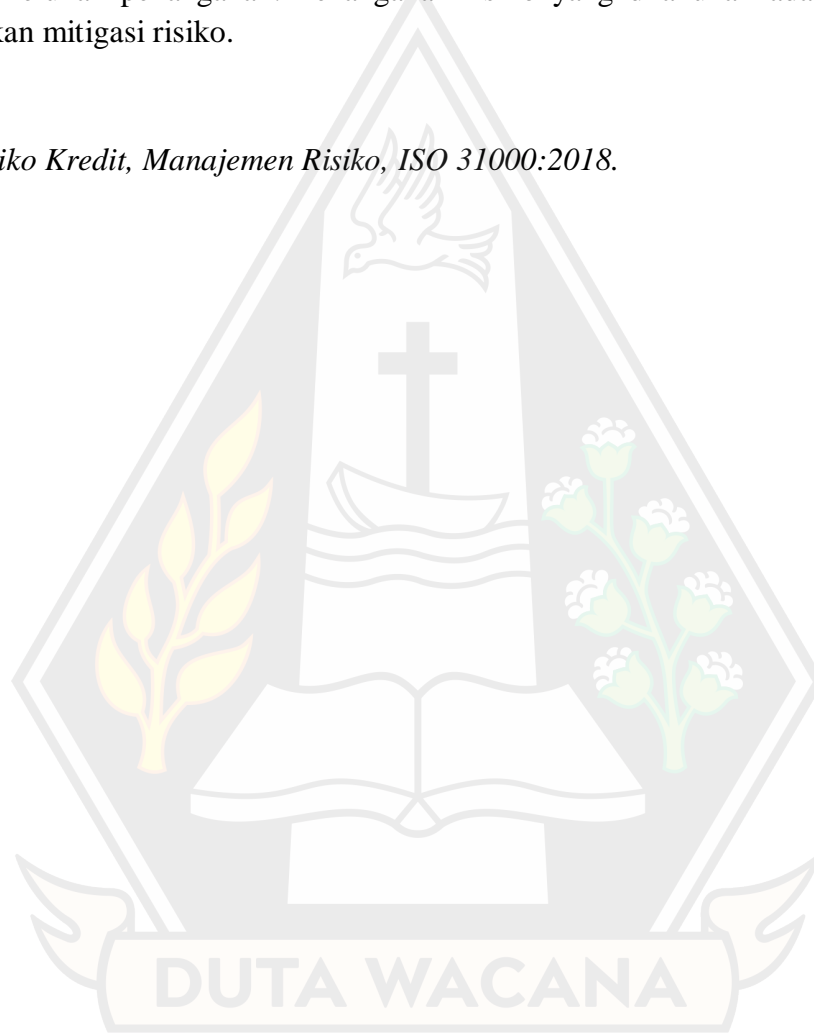 kan mitigasi risiko.
iko Kredit, Manajemen Risiko, ISO 31000:2018.
DUTA WACANA